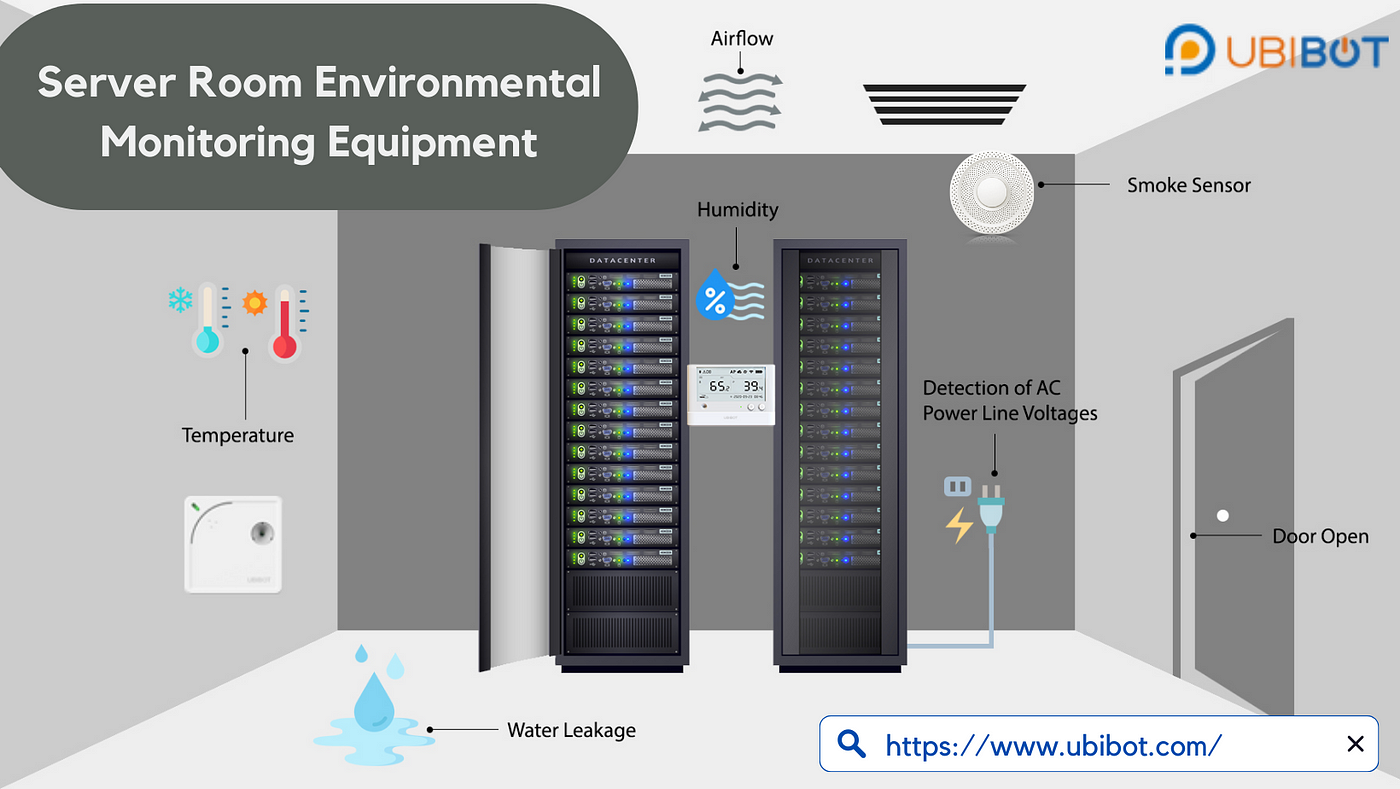 Server Room Environmental
Monitoring Equipment
Airflow
UBIBOT
Smoke Sensor
Humidity
DATACENTER
DATACENTER
Temperature
Detection of AC
Power Line Voltages
Door Open
Water Leakage
https://www.ubibot.com/